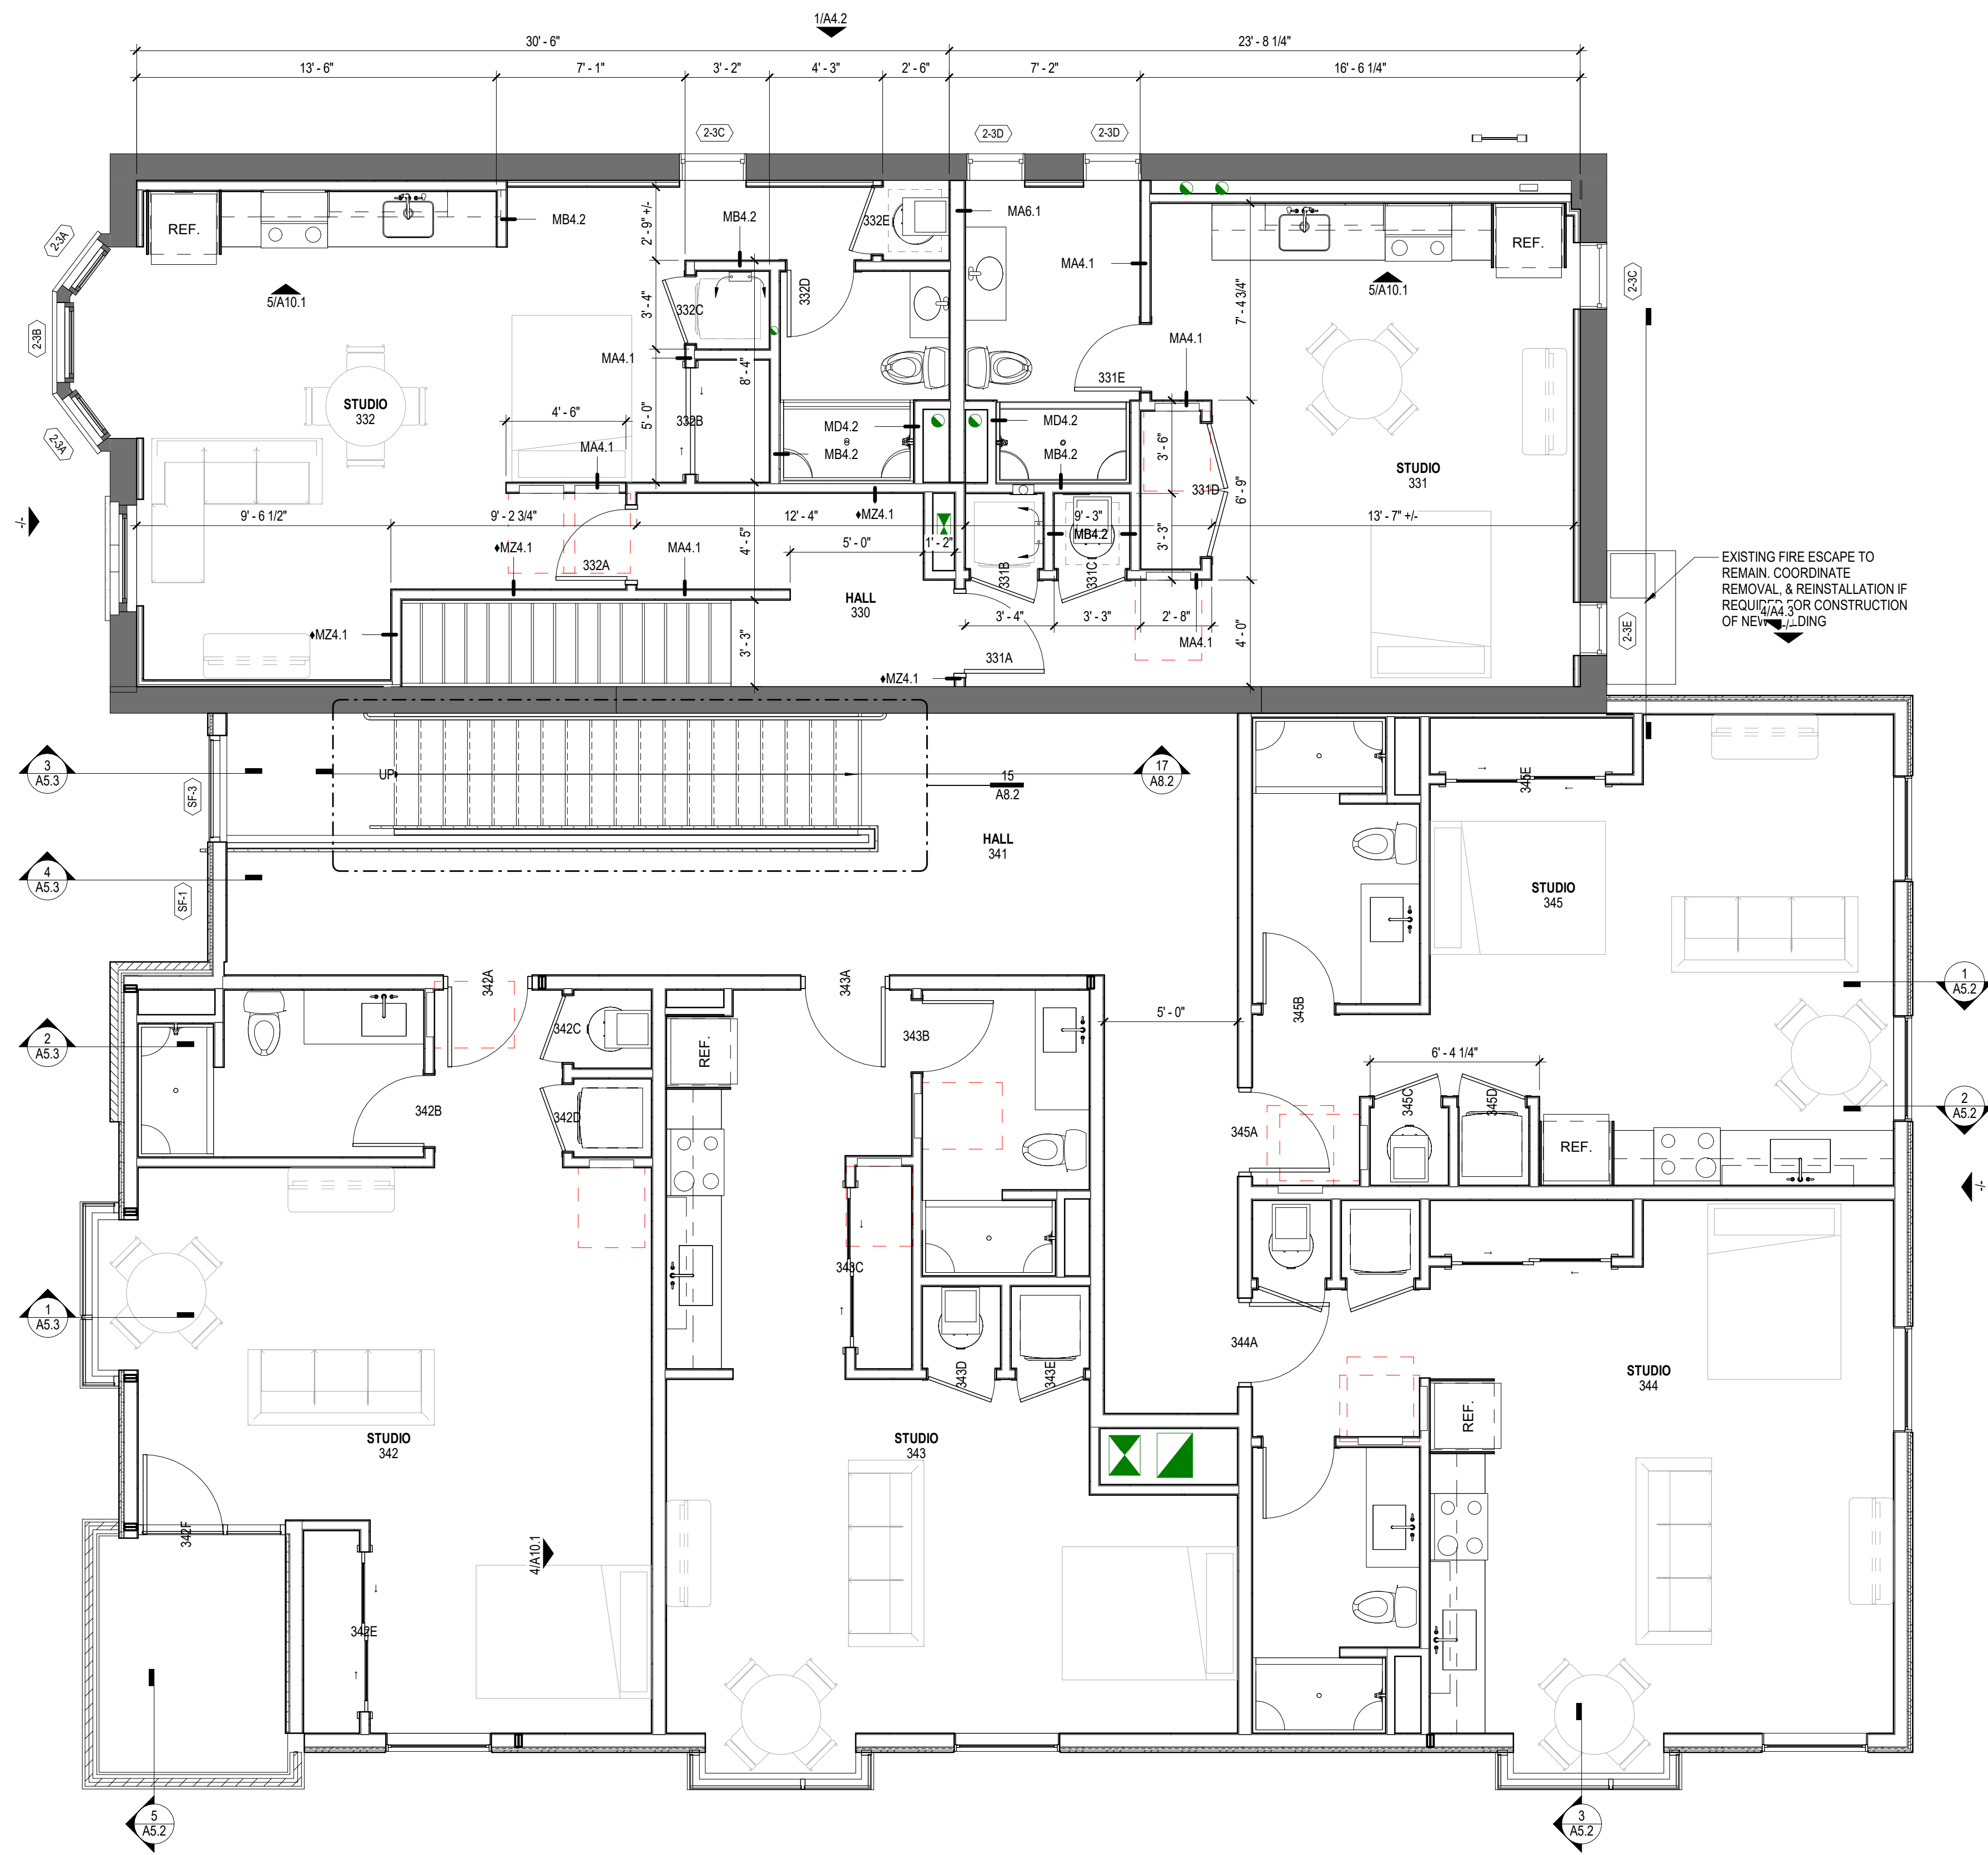 1/A4.2
30' - 6"
23' - 8 1/4"
13' - 6"
7' - 1"
3' - 2"
4' - 3"
2' - 6"
7' - 2"
16' - 6 1/4"
2-3C
2-3D
2-3D
REF.
MB4.2
2' - 9" +/-
MB4.2
332E
MA6.1
MA4.1
REF.
2-3A
2-3B
2-3A
2-3C
5/A10.1
3' - 4"
332C
332D
7' - 4 3/4"
5/A10.1
MA4.1
8' - 4"
MA4.1
331E
STUDIO
332
4' - 6"
5' - 0"
332B
MD4.2
MB4.2
MD4.2
MB4.2
3' - 6"
MA4.1
STUDIO
331
331D
6' - 9"
-/-
9' - 6 1/2"
9' - 2 3/4"
12' - 4"
♦MZ4.1
9' - 3"
13' - 7" +/-
♦MZ4.1
MA4.1
4' - 5"
5' - 0"
1' - 2"
MB4.2
3' - 3"
332A
331B
331C
EXISTING FIRE ESCAPE TO
REMAIN. COORDINATE
REMOVAL, & REINSTALLATION IF
REQUIRED FOR CONSTRUCTION
OF NEW BUILDING
4/A4.3
-/-
HALL
330
3' - 4"
3' - 3"
2' - 8"
♦MZ4.1
3' - 3"
331A
MA4.1
4' - 0"
2-3E
♦MZ4.1
3
A5.3
UP
15
A8.2
17
A8.2
345E
SF-3
HALL
341
4
A5.3
SF-1
STUDIO
345
342A
343A
345B
1
A5.2
5' - 0"
342C
343B
2
A5.3
REF.
6' - 4 1/4"
342B
342D
345A
345C
345D
REF.
2
A5.2
-/-
343C
1
A5.3
344A
343D
343E
STUDIO
344
REF.
STUDIO
342
STUDIO
343
342F
4/A10.1
342E
5
A5.2
3
A5.2